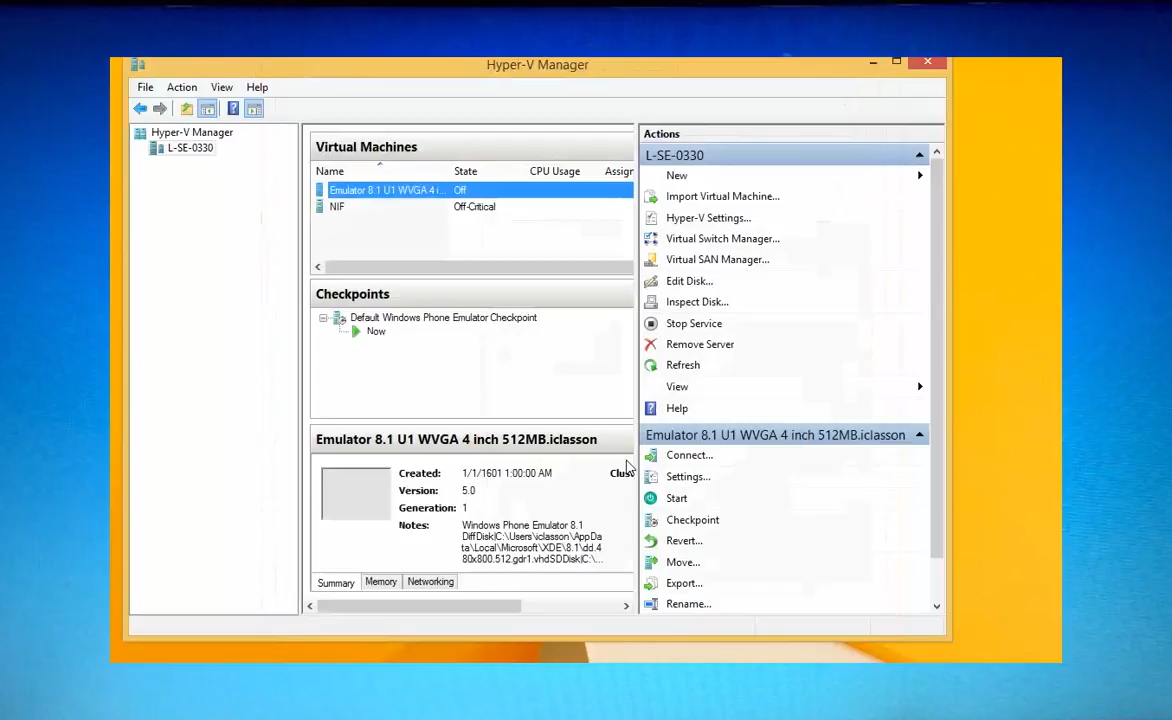 Hyper-V Manager
File Action View Help
Hyper-V Manager
L-SE-0330
Virtual Machines
Name State CPU Usage Assigr
Emulator 8.1 U1 WVGA 4 i... Off
NIF Off-Critical
Checkpoints
Default Windows Phone Emulator Checkpoint
Now
Emulator 8.1 U1 WVGA 4 inch 512MB.iclasson
Created: 1/1/1601 1:00:00 AM Clus
Version: 5.0
Generation: 1
Notes: Windows Phone Emulator 8.1
DiffDisk|C:\Users\iclasson\AppDa
ta\Local\Microsoft\XDE\8.1\dd.4
80x800.512.gdr1.vhdSDDisk|C:\...
Summary Memory Networking
Actions
L-SE-0330
New
Import Virtual Machine...
Hyper-V Settings...
Virtual Switch Manager...
Virtual SAN Manager...
Edit Disk...
Inspect Disk...
Stop Service
Remove Server
Refresh
View
Help
Emulator 8.1 U1 WVGA 4 inch 512MB.iclasson
Connect...
Settings...
Start
Checkpoint
Revert...
Move...
Export...
Rename...